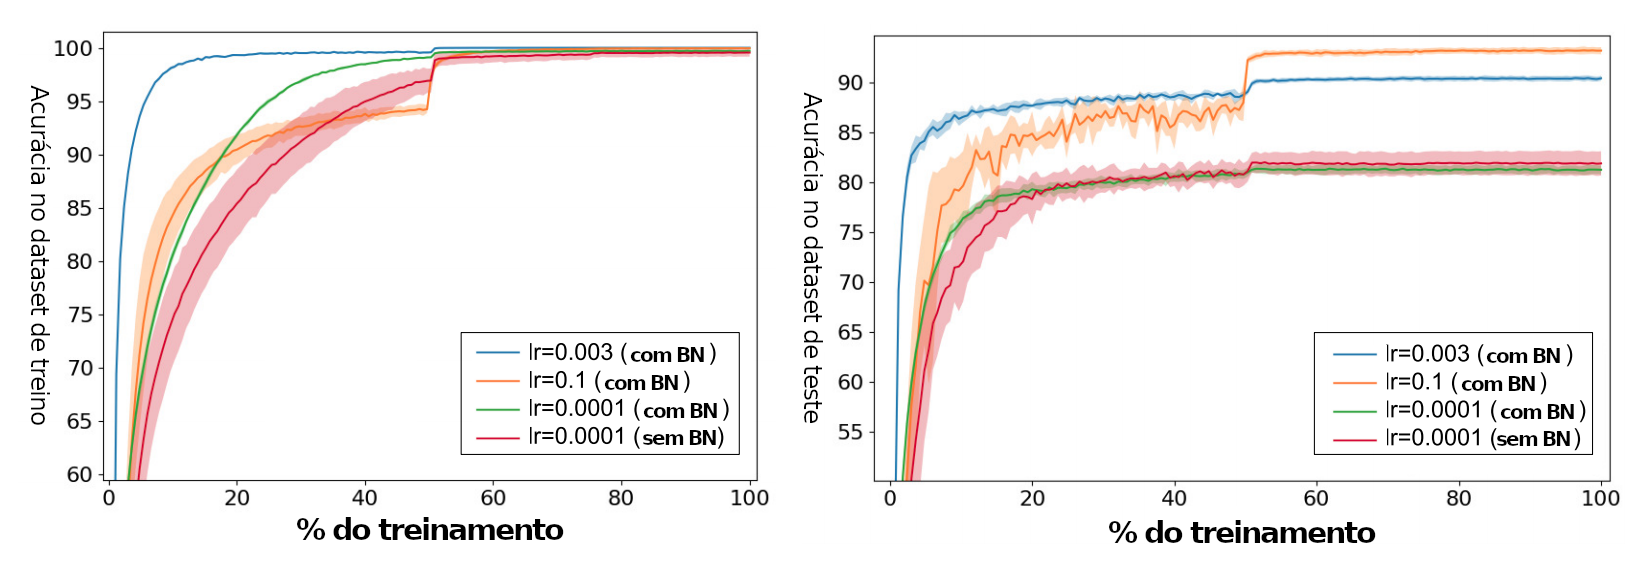 Acurácia no dataset de treino
100
95
90
85
80
75
70
65
60
0 20 40 60 80 100
% do treinamento
lr=0.003 (com BN)
lr=0.1 (com BN)
lr=0.0001 (com BN)
lr=0.0001 (sem BN)
Acurácia no dataset de teste
90
85
80
75
70
65
60
55
0 20 40 60 80 100
% do treinamento
lr=0.003 (com BN)
lr=0.1 (com BN)
lr=0.0001 (com BN)
lr=0.0001 (sem BN)